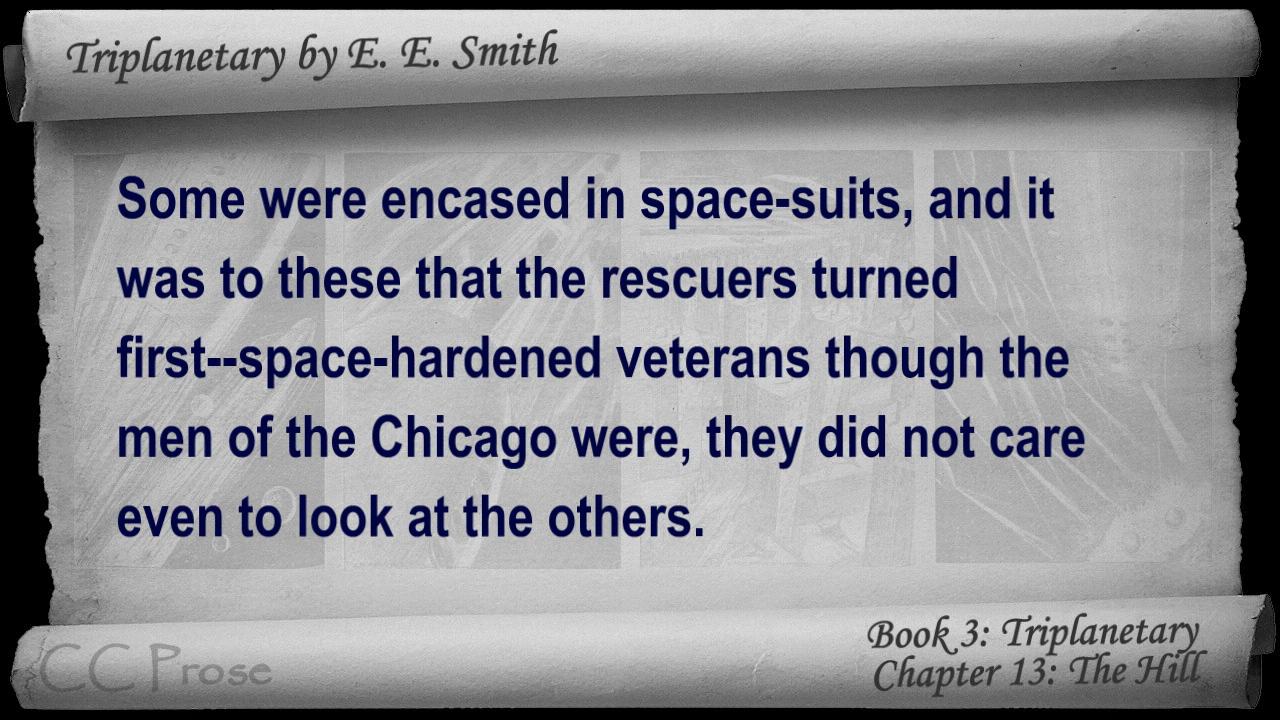 Triplanetary by E. E. Smith
Some were encased in space-suits, and it
was to these that the rescuers turned
first--space-hardened veterans though the
men of the Chicago were, they did not care
even to look at the others.
Book 3: Triplanetary
Chapter 13: The Hill
CC Prose